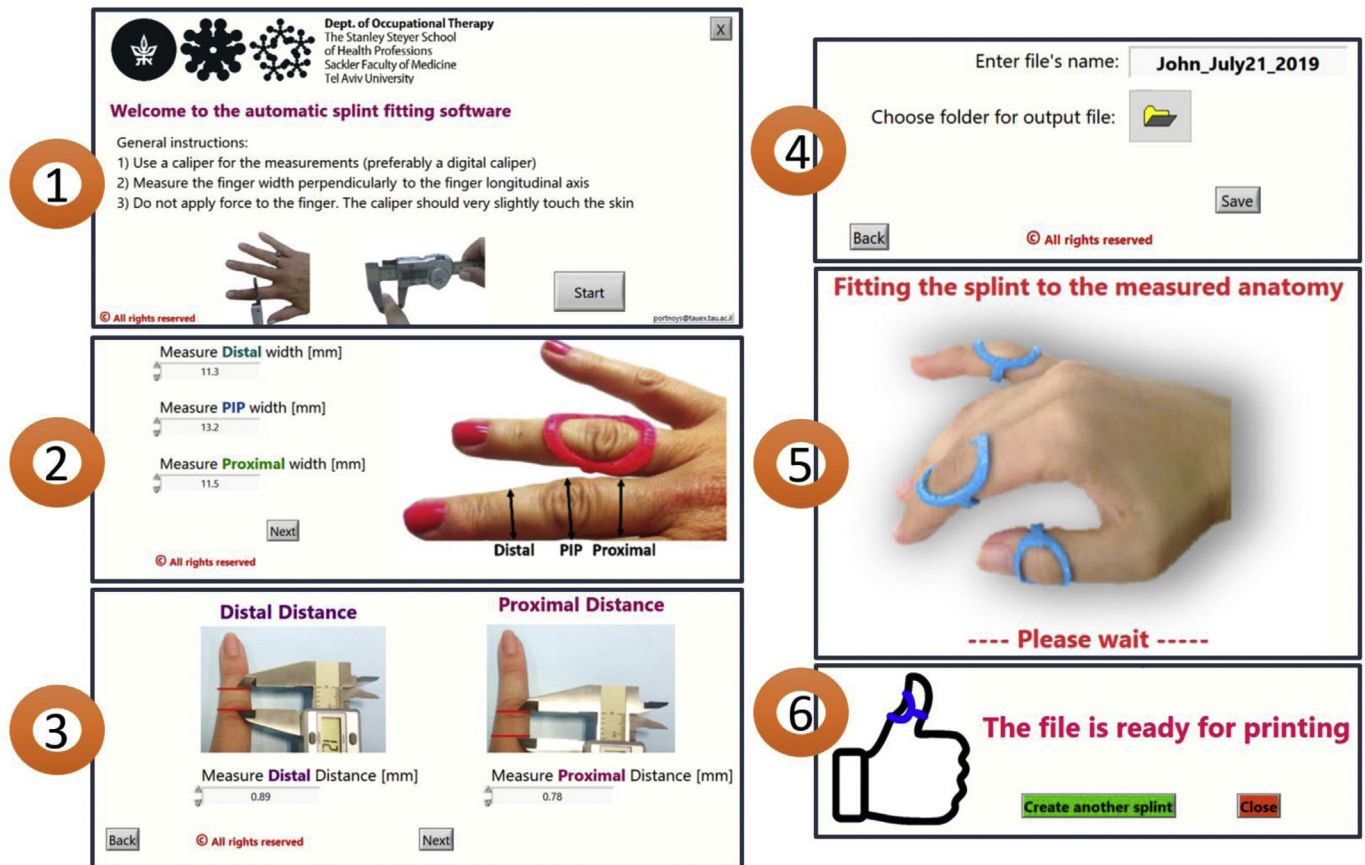 1
Dept. of Occupational Therapy
The Stanley Steyer School
of Health Professions
Sackler Faculty of Medicine
Tel Aviv University
X
Welcome to the automatic splint fitting software
General instructions:
1) Use a caliper for the measurements (preferably a digital caliper)
2) Measure the finger width perpendicularly to the finger longitudinal axis
3) Do not apply force to the finger. The caliper should very slightly touch the skin
Start
© All rights reserved
portnoys@tauex.tau.ac.il
2
Measure Distal width [mm]
11.3
Measure PIP width [mm]
13.2
Measure Proximal width [mm]
11.5
Next
© All rights reserved
Distal PIP Proximal
3
Distal Distance
Proximal Distance
Measure Distal Distance [mm]
0.89
Measure Proximal Distance [mm]
0.78
Back
© All rights reserved
Next
4
Enter file's name: John_July21_2019
Choose folder for output file:
Save
Back
© All rights reserved
5
Fitting the splint to the measured anatomy
---- Please wait -----
6
The file is ready for printing
Create another splint
Close